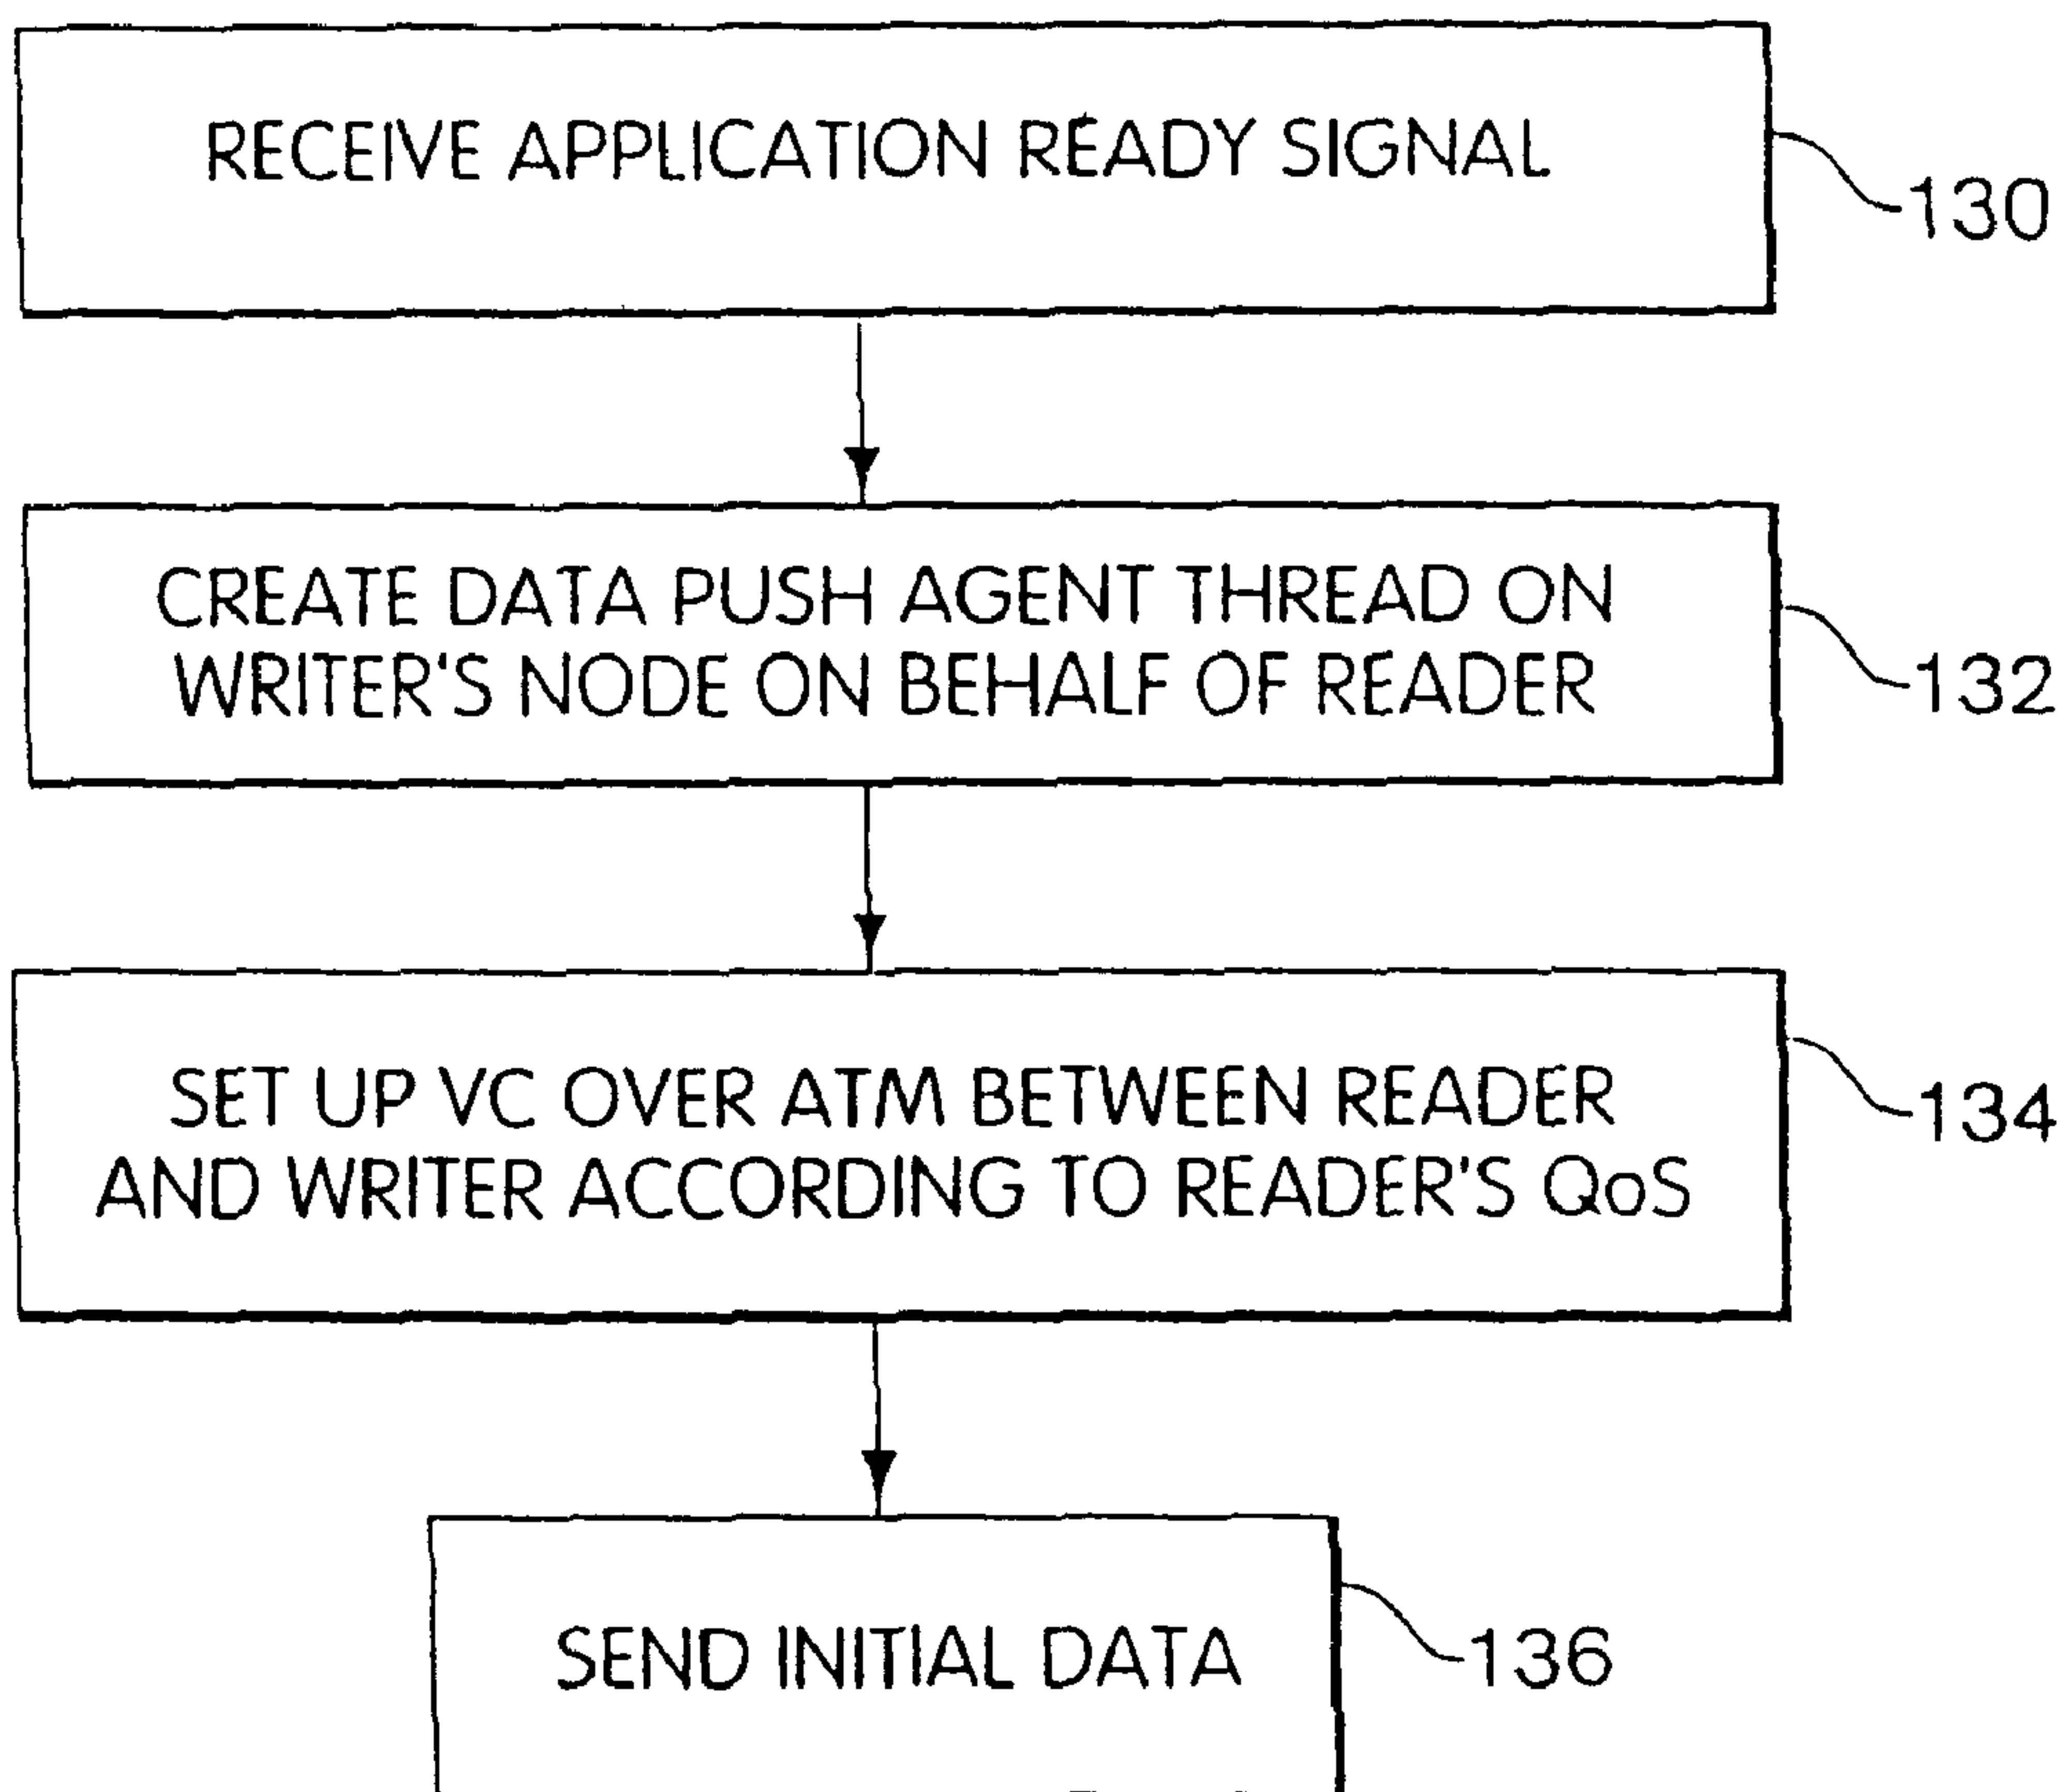 RECEIVE APPLICATION READY SIGNAL
130
CREATE DATA PUSH AGENT THREAD ON
WRITER'S NODE ON BEHALF OF READER
132
SET UP VC OVER ATM BETWEEN READER
AND WRITER ACCORDING TO READER'S QoS
134
SEND INITIAL DATA
136